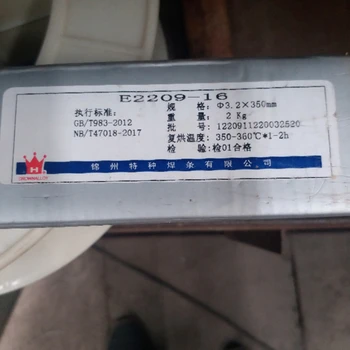 E2209-16
执行标准:
GB/T983-2012
NB/T47018-2017
规 格: Φ3.2×350mm
重 量: 2 Kg
批 号: 1220911220032520
复烘温度: 350-360℃*1-2h
检 验: 检01合格
锦州特种焊条有限公司